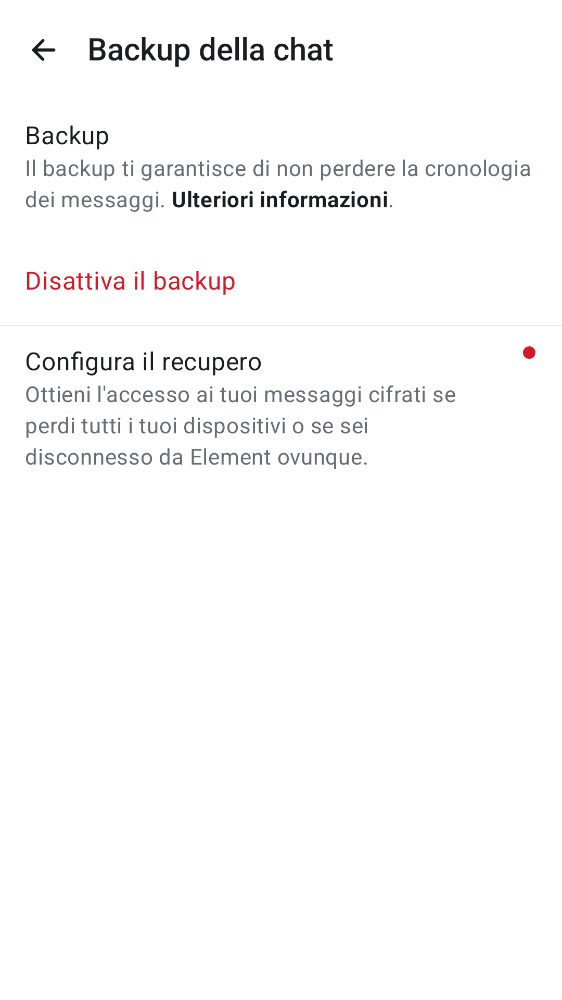 Backup della chat
Backup
Il backup ti garantisce di non perdere la cronologia
dei messaggi. Ulteriori informazioni.
Disattiva il backup
Configura il recupero
Ottieni l'accesso ai tuoi messaggi cifrati se
perdi tutti i tuoi dispositivi o se sei
disconnesso da Element ovunque.